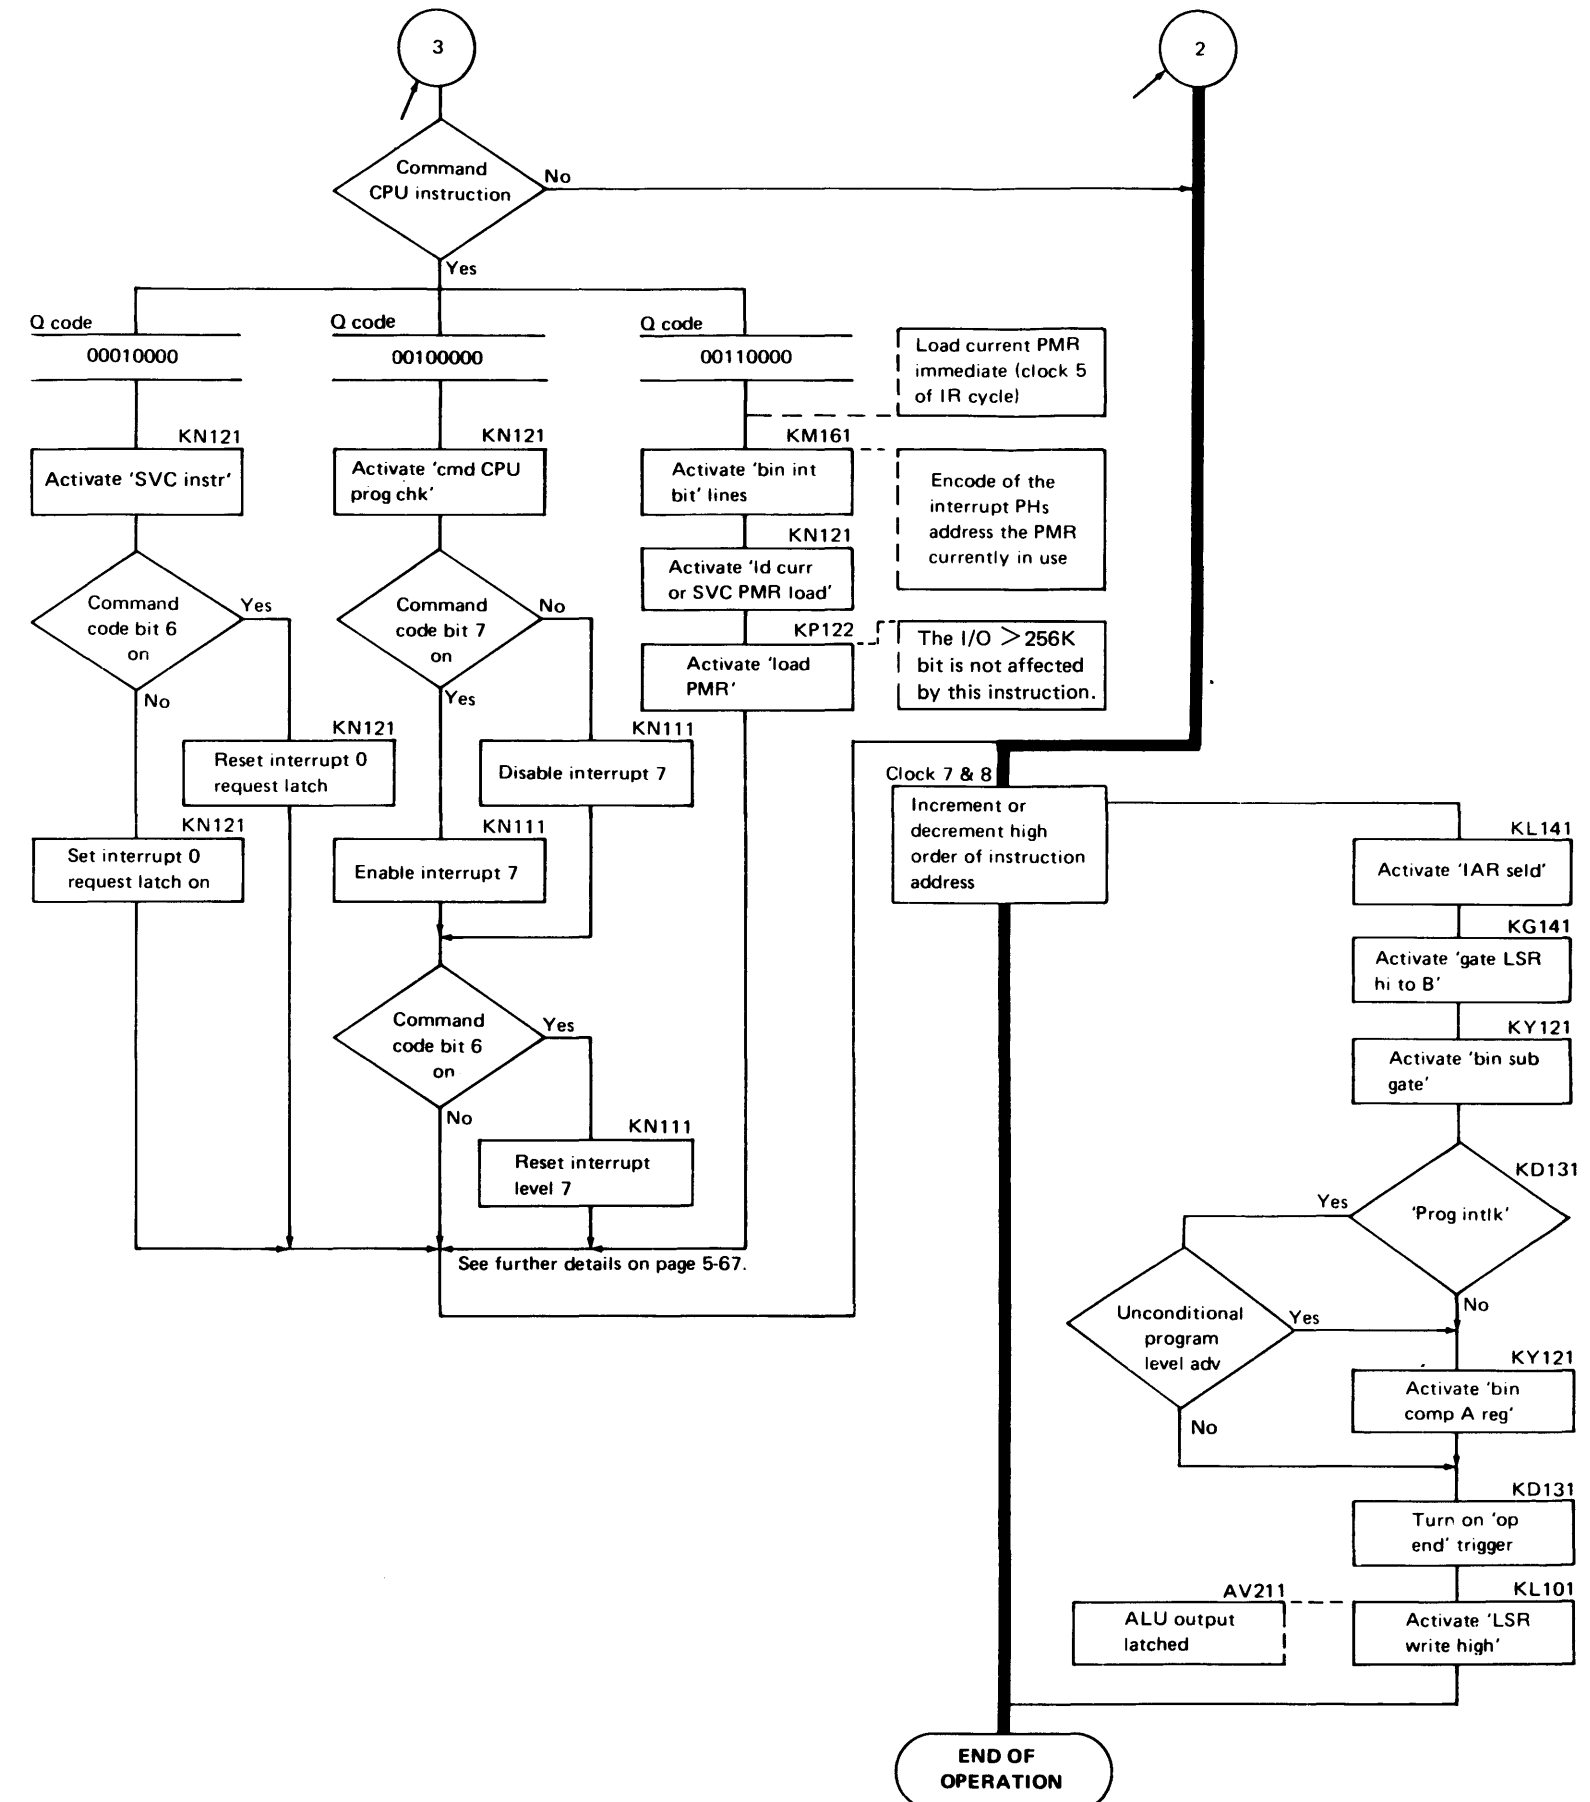 3
2
Command
CPU instruction
No
Yes
Q code
00010000
Q code
00100000
Q code
00110000
Load current PMR
immediate (clock 5
of IR cycle)
KN121
Activate 'SVC instr'
KN121
Activate 'cmd CPU
prog chk'
KM161
Activate 'bin int
bit' lines
Encode of the
interrupt PHs
address the PMR
currently in use
KN121
Activate 'ld curr
or SVC PMR load'
Command
code bit 6
on
Yes
No
Command
code bit 7
on
No
Yes
KP122
Activate 'load
PMR'
The I/O >256K
bit is not affected
by this instruction.
KN121
Reset interrupt 0
request latch
KN111
Disable interrupt 7
KN121
Set interrupt 0
request latch on
KN111
Enable interrupt 7
Clock 7 & 8
Increment or
decrement high
order of instruction
address
KL141
Activate 'IAR seld'
KG141
Activate 'gate LSR
hi to B'
Command
code bit 6
on
Yes
No
KY121
Activate 'bin sub
gate'
KN111
Reset interrupt
level 7
KD131
'Prog intlk'
Yes
No
See further details on page 5-67.
Unconditional
program
level adv
Yes
No
KY121
Activate 'bin
comp A reg'
KD131
Turn on 'op
end' trigger
AV211
ALU output
latched
KL101
Activate 'LSR
write high'
END OF
OPERATION